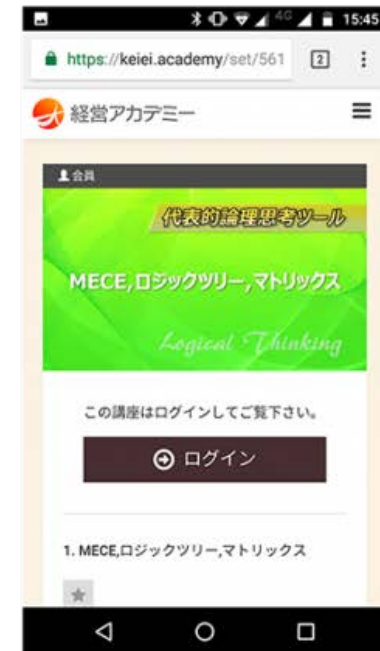 4G 15:45
https://keiei.academy/set/561 2
経営アカデミー
会員
代表的論理思考ツール
MECE,ロジックツリー,マトリックス
Logical Thinking
この講座はログインしてご覧下さい。
ログイン
1. MECE,ロジックツリー,マトリックス